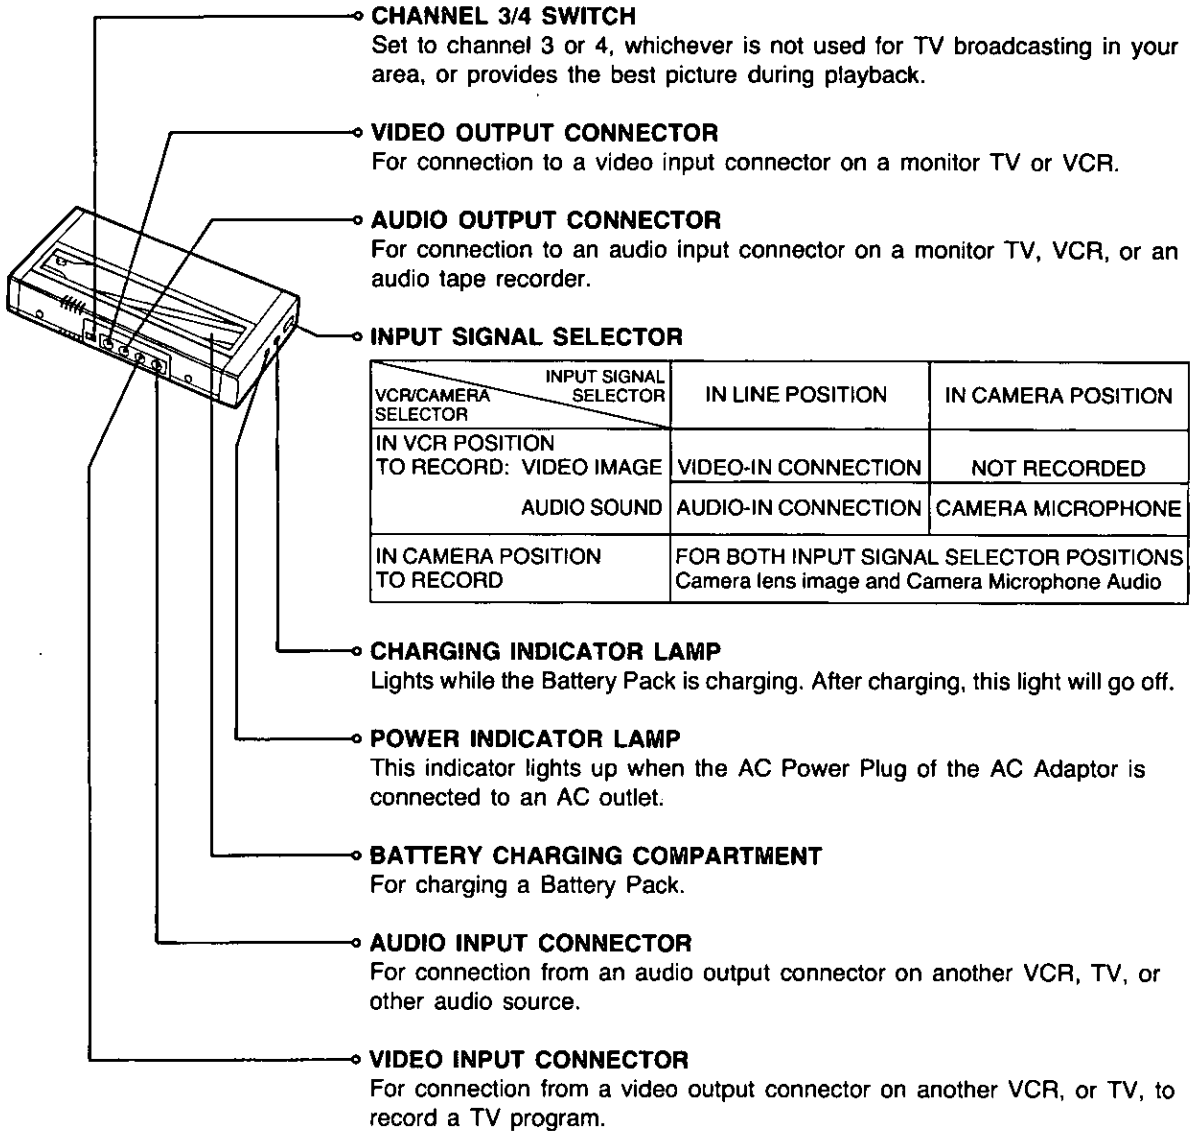 CHANNEL 3/4 SWITCH
Set to channel 3 or 4, whichever is not used for TV broadcasting in your
area, or provides the best picture during playback.
VIDEO OUTPUT CONNECTOR
For connection to a video input connector on a monitor TV or VCR.
AUDIO OUTPUT CONNECTOR
For connection to an audio input connector on a monitor TV, VCR, or an
audio tape recorder.
INPUT SIGNAL SELECTOR
INPUT SIGNAL
SELECTOR
VCR/CAMERA
SELECTOR
IN LINE POSITION
IN CAMERA POSITION
IN VCR POSITION
TO RECORD: VIDEO IMAGE
VIDEO-IN CONNECTION
NOT RECORDED
AUDIO SOUND
AUDIO-IN CONNECTION
CAMERA MICROPHONE
IN CAMERA POSITION
TO RECORD
FOR BOTH INPUT SIGNAL SELECTOR POSITIONS
Camera lens image and Camera Microphone Audio
CHARGING INDICATOR LAMP
Lights while the Battery Pack is charging. After charging, this light will go off.
POWER INDICATOR LAMP
This indicator lights up when the AC Power Plug of the AC Adaptor is
connected to an AC outlet.
BATTERY CHARGING COMPARTMENT
For charging a Battery Pack.
AUDIO INPUT CONNECTOR
For connection from an audio output connector on another VCR, TV, or
other audio source.
VIDEO INPUT CONNECTOR
For connection from a video output connector on another VCR, or TV, to
record a TV program.